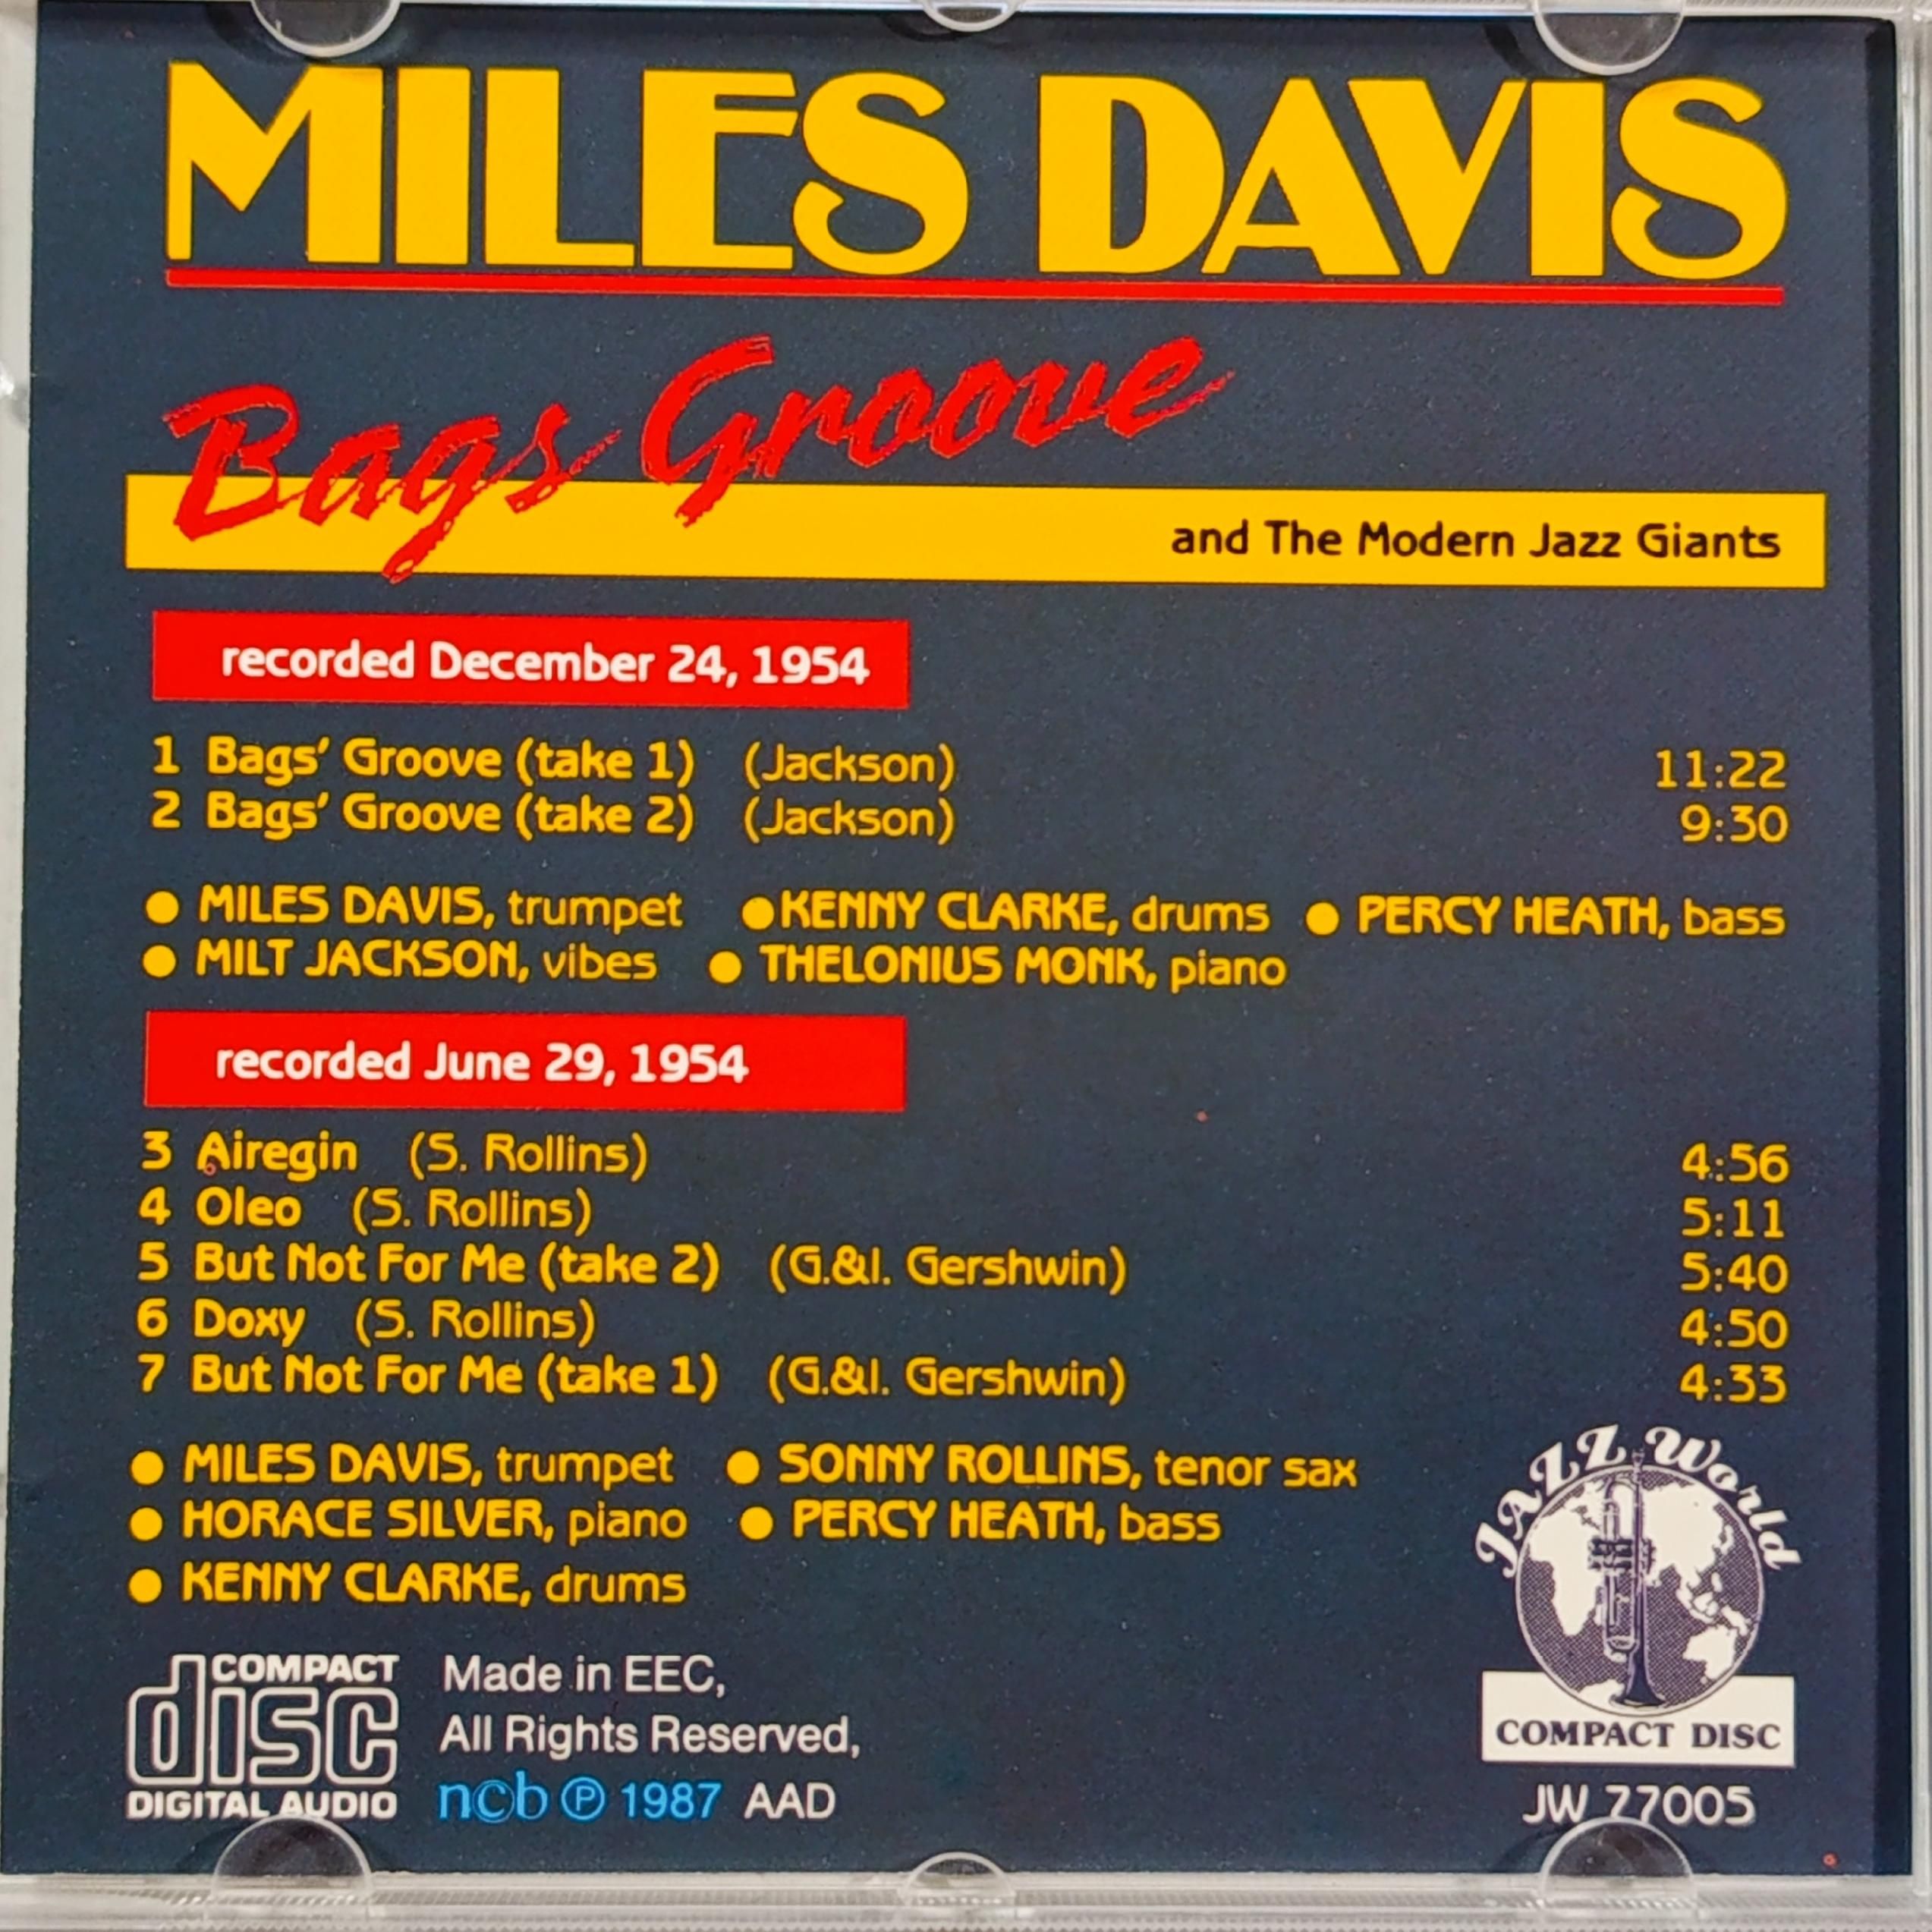 MILES DAVIS
Bags Groove
and The Modern Jazz Giants
recorded December 24, 1954
1 Bags' Groove (take 1) (Jackson) 11:22
2 Bags' Groove (take 2) (Jackson) 9:30
● MILES DAVIS, trumpet ● KENNY CLARKE, drums ● PERCY HEATH, bass
● MILT JACKSON, vibes ● THELONIUS MONK, piano
recorded June 29, 1954
3 Airegin (S. Rollins) 4:56
4 Oleo (S. Rollins) 5:11
5 But Not For Me (take 2) (G.&I. Gershwin) 5:40
6 Doxy (S. Rollins) 4:50
7 But Not For Me (take 1) (G.&I. Gershwin) 4:33
● MILES DAVIS, trumpet ● SONNY ROLLINS, tenor sax
● HORACE SILVER, piano ● PERCY HEATH, bass
● KENNY CLARKE, drums
COMPACT
disc
DIGITAL AUDIO
Made in EEC,
All Rights Reserved,
ncb ℗ 1987 AAD
JAZZ World
COMPACT DISC
JW 77005